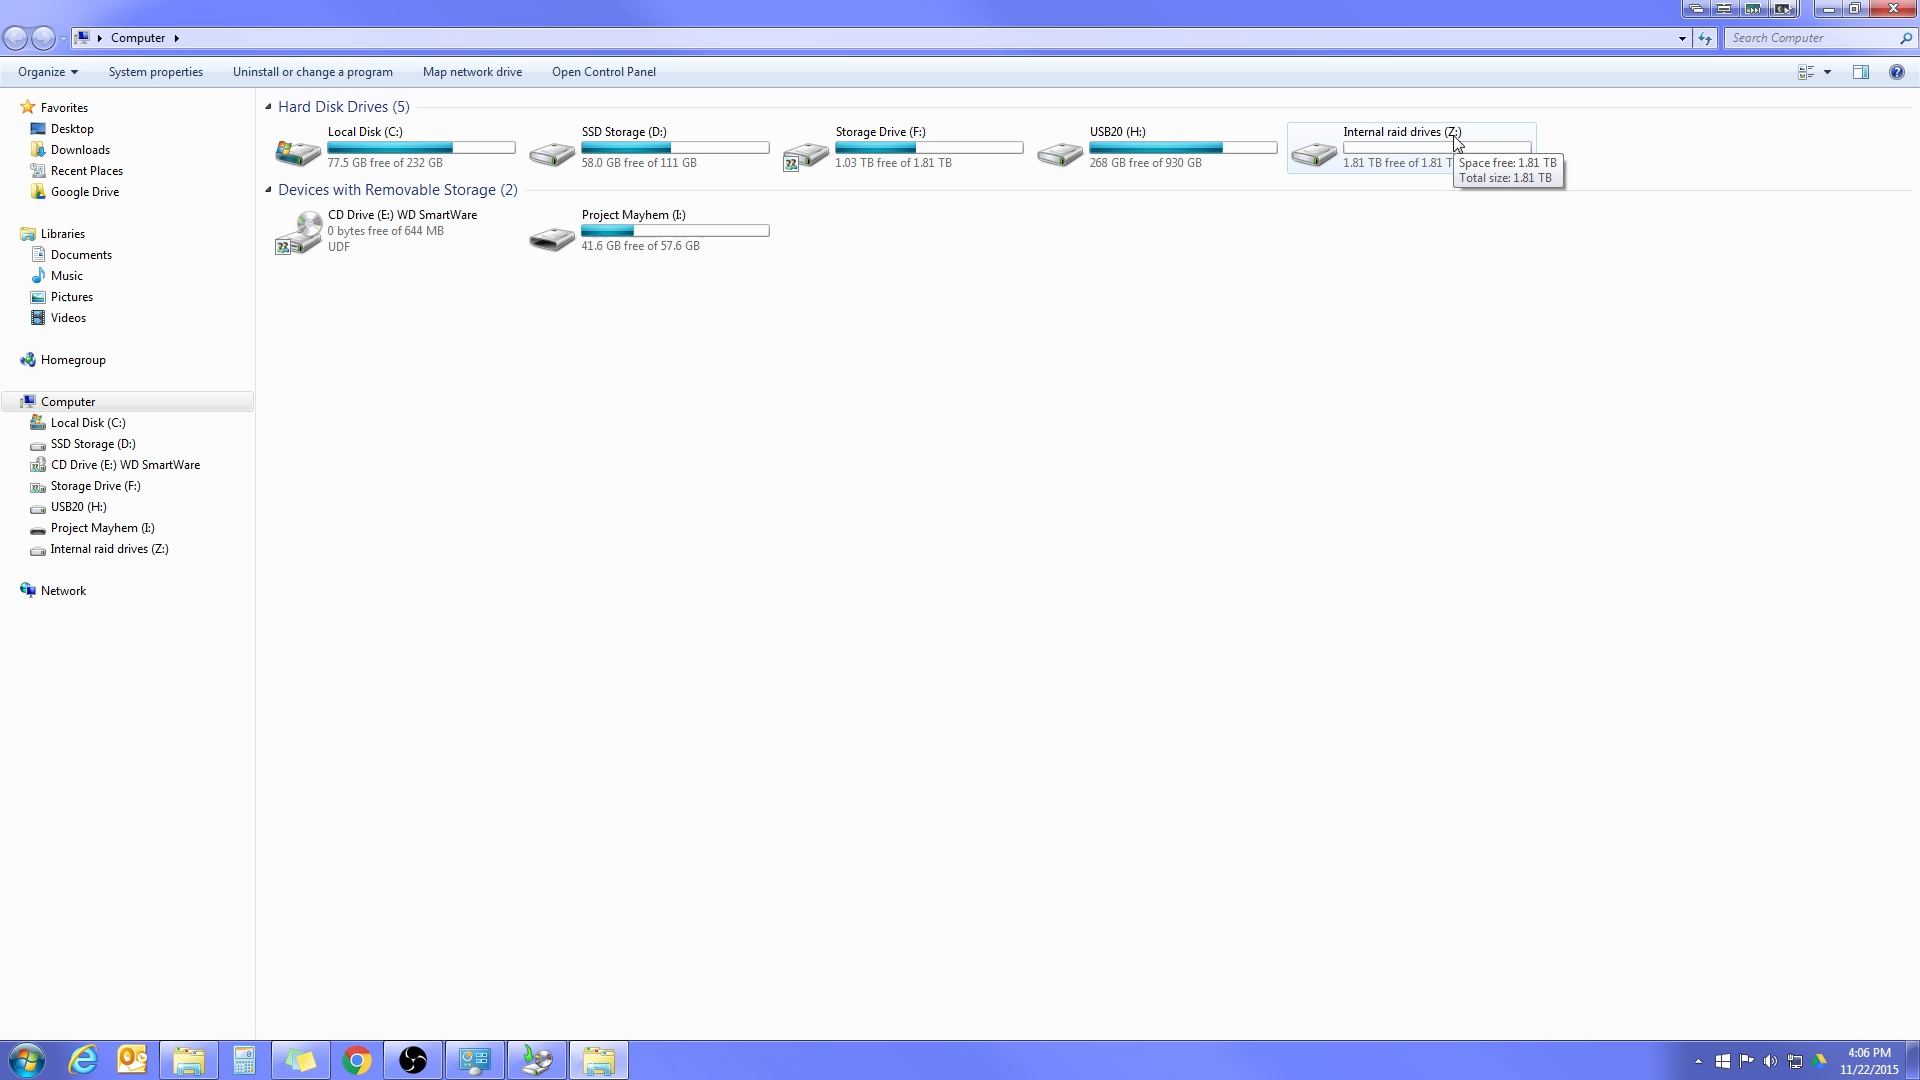 Computer
Search Computer
Organize
System properties
Uninstall or change a program
Map network drive
Open Control Panel
Favorites
Desktop
Downloads
Recent Places
Google Drive
Libraries
Documents
Music
Pictures
Videos
Homegroup
Computer
Local Disk (C:)
SSD Storage (D:)
CD Drive (E:) WD SmartWare
Storage Drive (F:)
USB20 (H:)
Project Mayhem (I:)
Internal raid drives (Z:)
Network
Hard Disk Drives (5)
Local Disk (C:)
77.5 GB free of 232 GB
SSD Storage (D:)
58.0 GB free of 111 GB
Storage Drive (F:)
1.03 TB free of 1.81 TB
USB20 (H:)
268 GB free of 930 GB
Internal raid drives (Z:)
1.81 TB free of 1.81 T
Space free: 1.81 TB
Total size: 1.81 TB
Devices with Removable Storage (2)
CD Drive (E:) WD SmartWare
0 bytes free of 644 MB
UDF
Project Mayhem (I:)
41.6 GB free of 57.6 GB
4:06 PM
11/22/2015